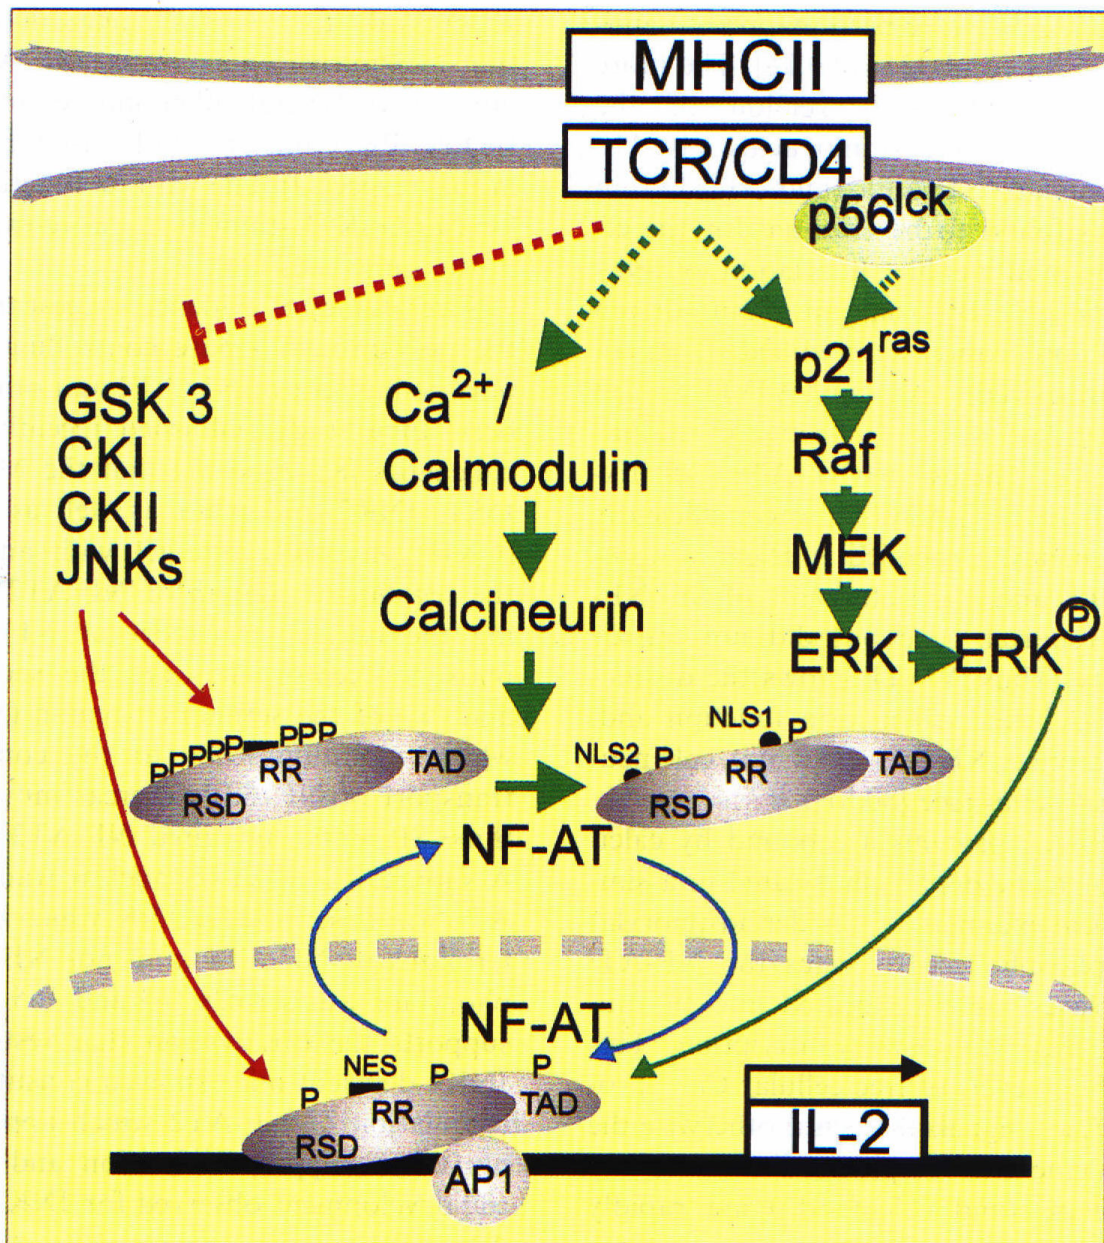 MHCII
TCR/CD4
p56lck
p21ras
GSK 3
CKI
CKII
JNKs
Ca2+/
Calmodulin
Calcineurin
Raf
MEK
ERK
ERK
P
PPPPP PPP
RR
TAD
RSD
NLS1 P
NLS2 P
RR
TAD
RSD
NF-AT
NF-AT
NES
P
P
P
RR
TAD
RSD
AP1
IL-2